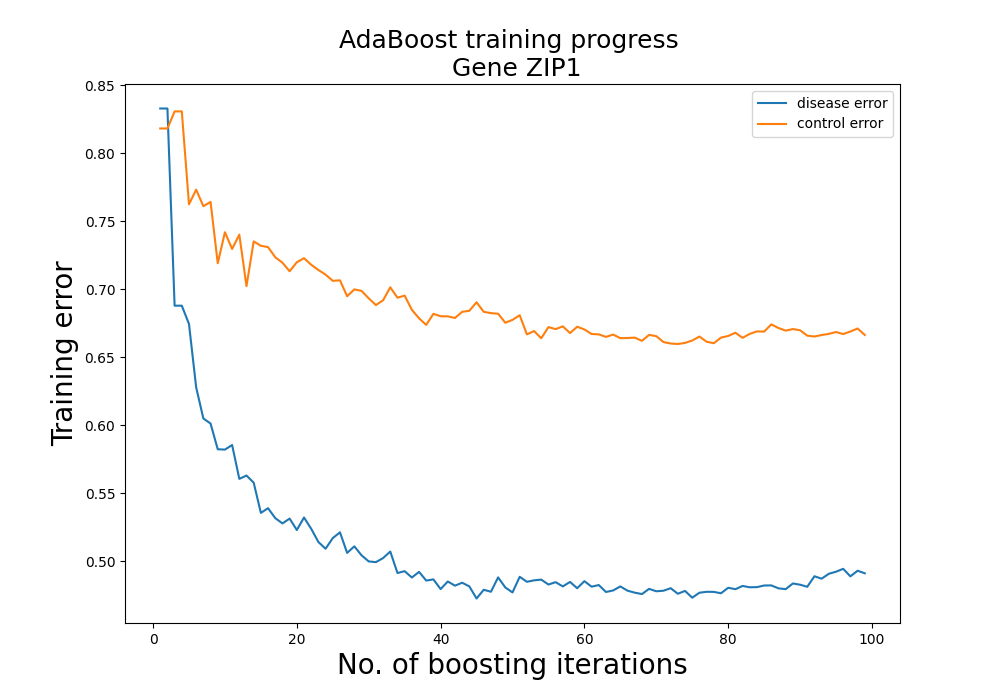 AdaBoost training progress
Gene ZIP1
disease error
control error
Training error
0.85
0.80
0.75
0.70
0.65
0.60
0.55
0.50
0
20
40
60
80
100
No. of boosting iterations